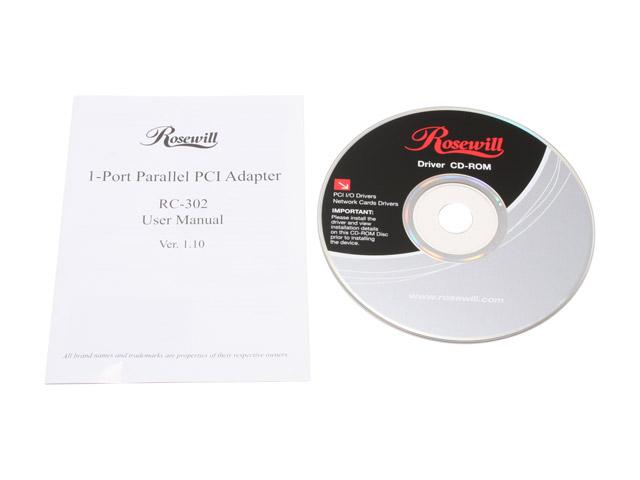 Rosewill
1-Port Parallel PCI Adapter
RC-302
User Manual
Ver. 1.10
All brand names and trademarks are properties of their respective owners.
Rosewill
Driver CD-ROM
PCI I/O Drivers
Network Cards Drivers
IMPORTANT:
Please install the
driver and view
installation details
on this CD-ROM Disc
prior to installing
the device.
www.rosewill.com